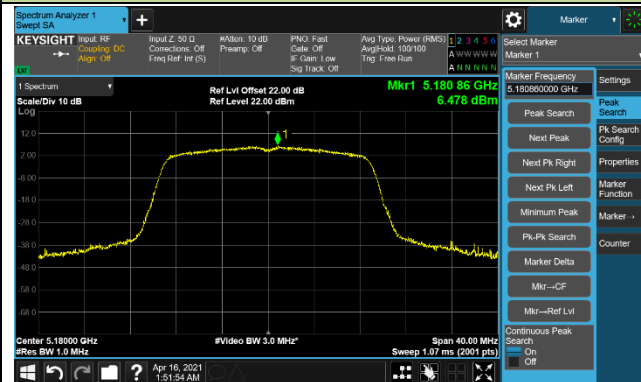 Spectrum Analyzer 1
Swept SA
Marker
KEYSIGHT Input: RF
Coupling: DC
Align: Off
Input Z: 50 Ω
Corrections: Off
Freq Ref: Int (S)
#Atten: 10 dB
Preamp: Off
PNO: Fast
Gate: Off
IF Gain: Low
Sig Track: Off
Avg Type: Power (RMS)
Avg|Hold: 100/100
Trig: Free Run
1 2 3 4 5 6
A W W W W W
A N N N N N
LNI
Select Marker
Marker 1
1 Spectrum
Scale/Div 10 dB
Log
Ref Lvl Offset 22.00 dB
Ref Level 22.00 dBm
Mkr1 5.180 86 GHz
6.478 dBm
1
12.0
2.00
-8.00
-18.0
-28.0
-38.0
-48.0
-58.0
-68.0
Center 5.18000 GHz
#Res BW 1.0 MHz
#Video BW 3.0 MHz*
Span 40.00 MHz
Sweep 1.07 ms (2001 pts)
Marker Frequency
5.180860000 GHz
Peak Search
Next Peak
Next Pk Right
Next Pk Left
Minimum Peak
Pk-Pk Search
Marker Delta
Mkr→CF
Mkr→Ref Lvl
Continuous Peak
Search
On
Off
Settings
Peak
Search
Pk Search
Config
Properties
Marker
Function
Marker→
Counter
?
Apr 16, 2021
1:51:54 AM